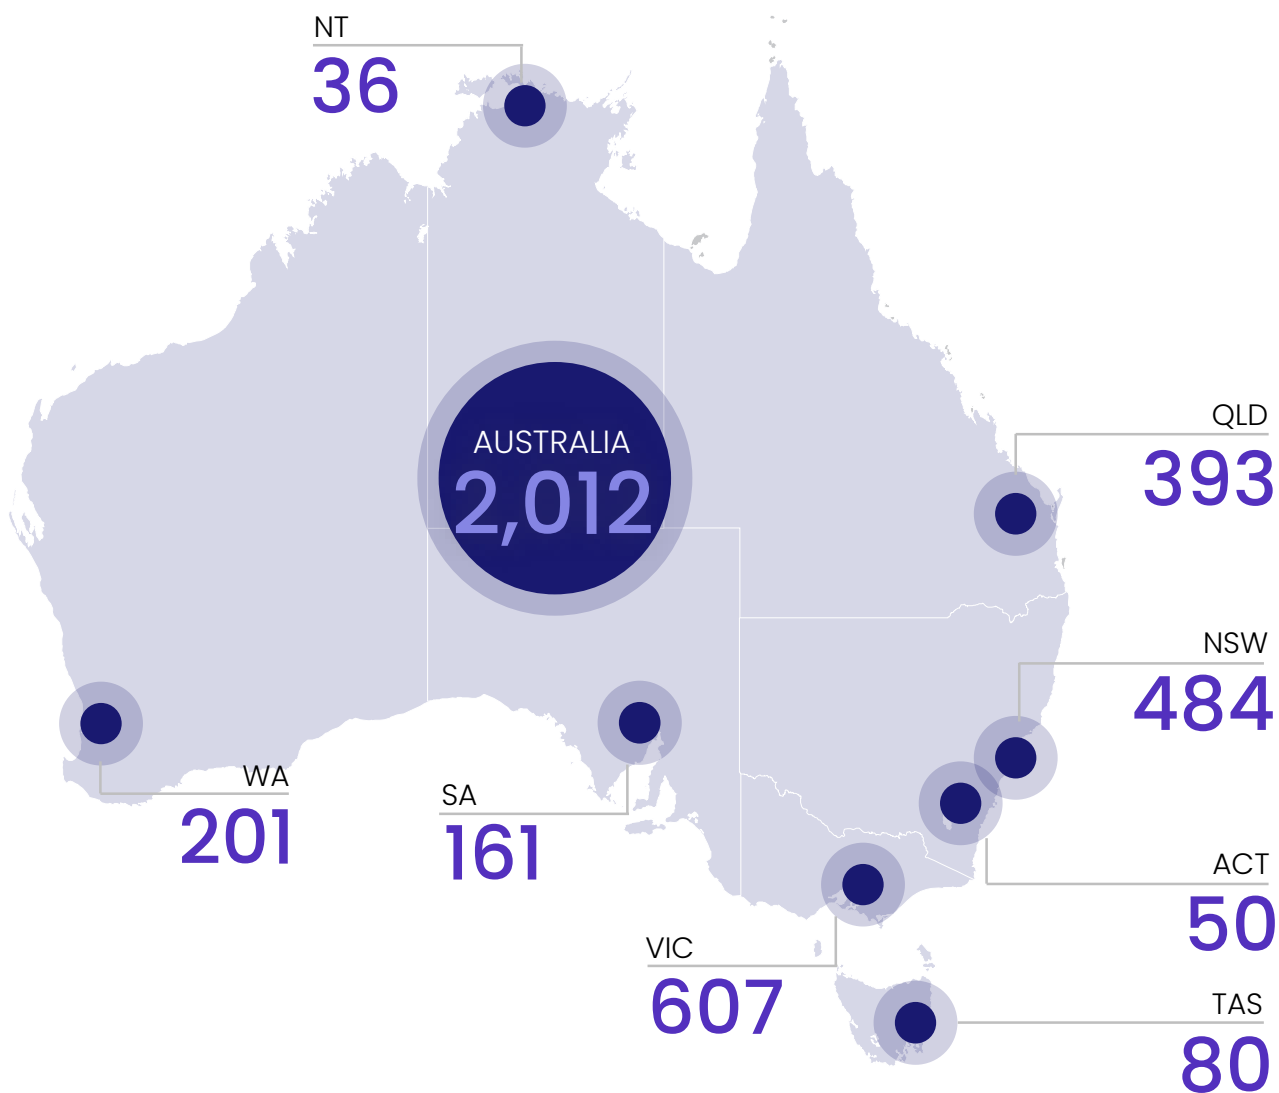 NT
36
AUSTRALIA
2,012
QLD
393
NSW
484
WA
201
SA
161
ACT
50
VIC
607
TAS
80